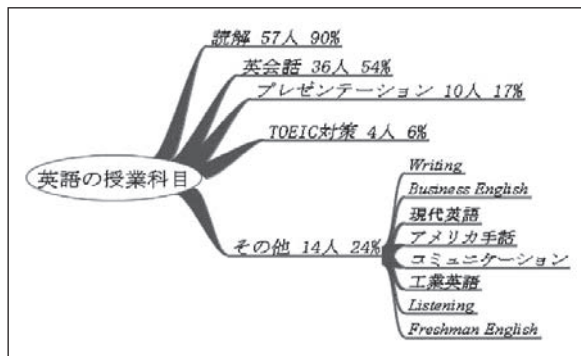 読解 57人 90%
英会話 36人 54%
プレゼンテーション 10人 17%
TOEIC対策 4人 6%
英語の授業科目
その他 14人 24%
Writing
Business English
現代英語
アメリカ手話
コミュニケーション
工業英語
Listening
Freshman English